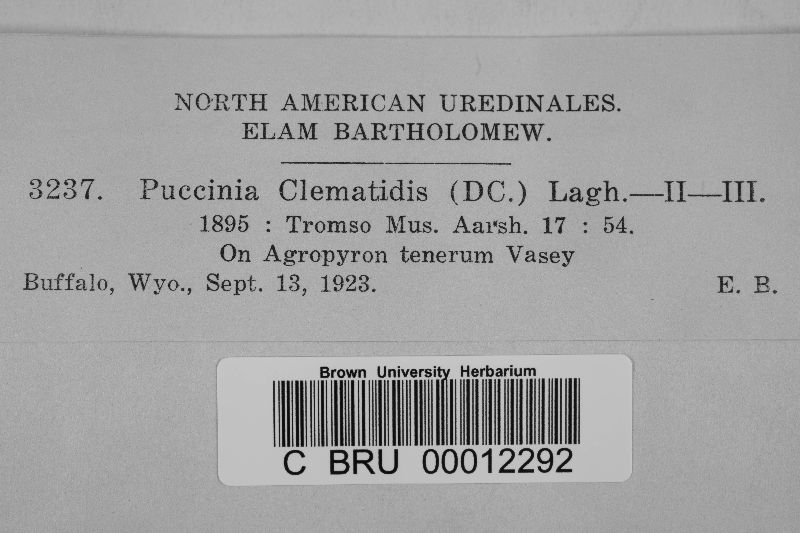 NORTH AMERICAN UREDINALES.
ELAM BARTHOLOMEW.
3237. Puccinia Clematidis (DC.) Lagh.—II—III.
1895 : Tromso Mus. Aarsh. 17 : 54.
On Agropyron tenerum Vasey
Buffalo, Wyo., Sept. 13, 1923. E. B.
Brown University Herbarium
C BRU 00012292